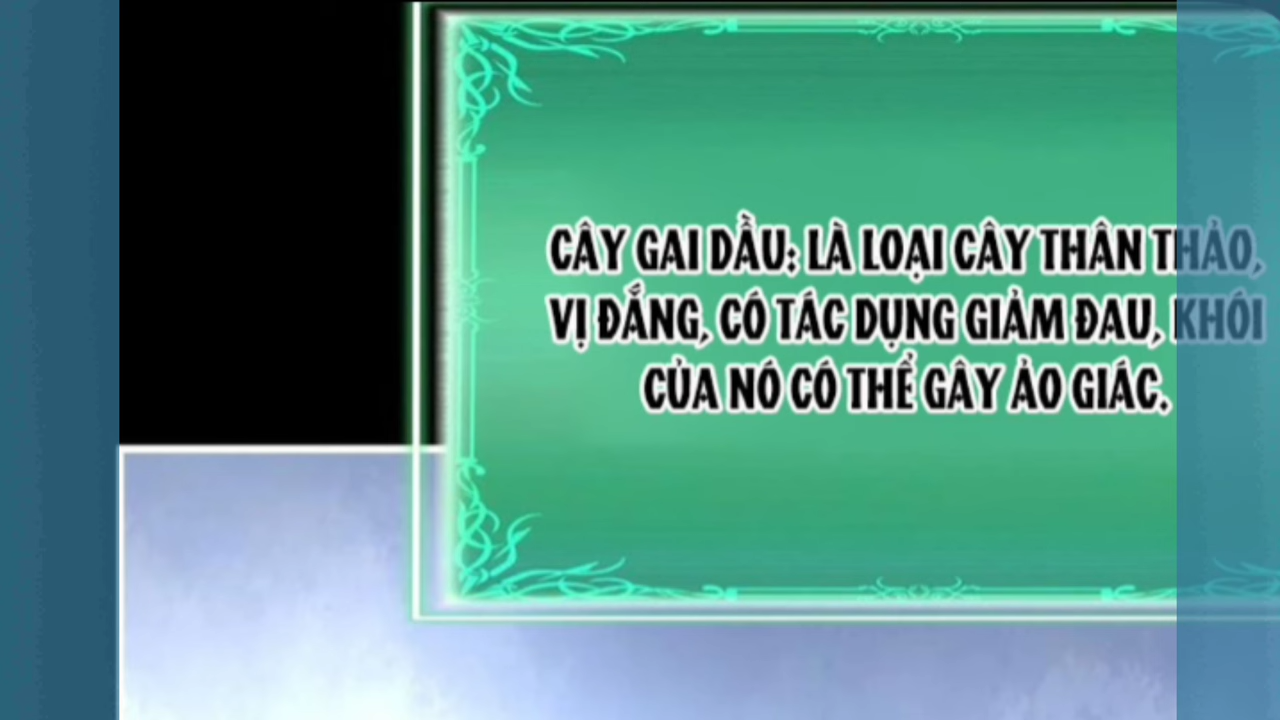 CÂY GAI DẦU: LÀ LOẠI CÂY THÂN THẢO,
VỊ ĐẮNG, CÓ TÁC DỤNG GIẢM ĐAU, KHÓI
CỦA NÓ CÓ THỂ GÂY ẢO GIÁC.